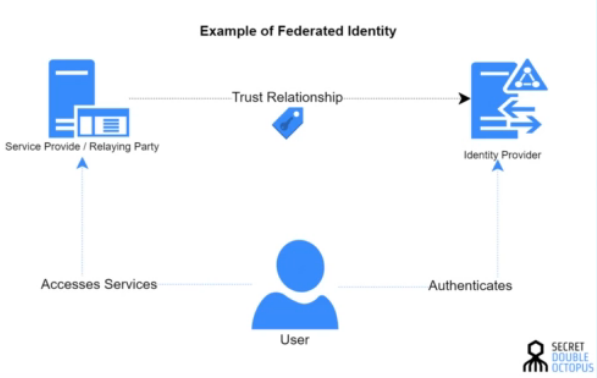 Example of Federated Identity
Trust Relationship
Service Provide / Relaying Party
Identity Provider
Accesses Services
Authenticates
User
SECRET
DOUBLE
OCTOPUS